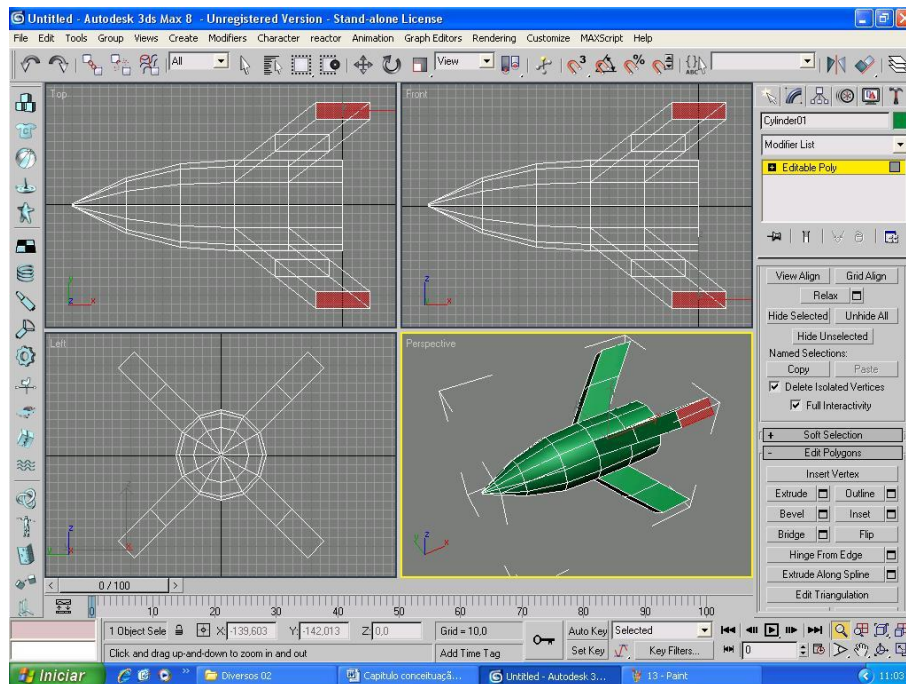 Untitled - Autodesk 3ds Max 8 - Unregistered Version - Stand-alone License
File Edit Tools Group Views Create Modifiers Character reactor Animation Graph Editors Rendering Customize MAXScript Help
All View
Top Front
Cylinder01
Modifier List
Editable Poly
View Align Grid Align
Relax
Hide Selected Unhide All
Hide Unselected
Named Selections:
Copy Paste
Delete Isolated Vertices
Full Interactivity
Left Perspective
+ Soft Selection
- Edit Polygons
Insert Vertex
Extrude Outline
Bevel Inset
Bridge Flip
Hinge From Edge
Extrude Along Spline
Edit Triangulation
< 0 / 100 >
0 10 20 30 40 50 60 70 80 90 100
1 Object Sele X: -139,603 Y: -142,013 Z: 0,0 Grid = 10,0 Auto Key Selected
Click and drag up-and-down to zoom in and out Add Time Tag Set Key Key Filters... 0
Iniciar Diversos 02 Capitulo conceituaçã... Untitled - Autodesk 3... 13 - Paint 11:03